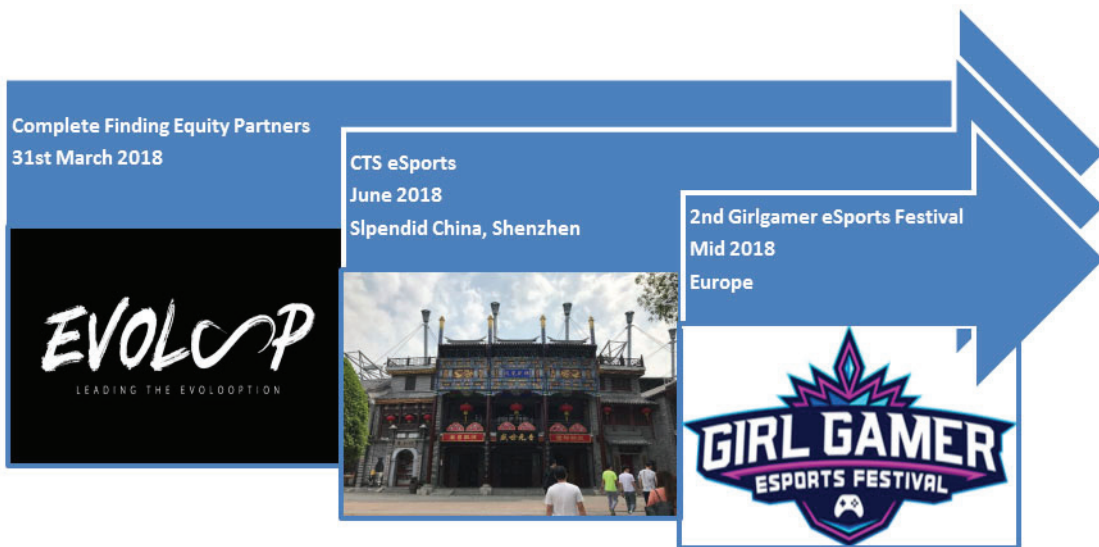 Complete Finding Equity Partners
31st March 2018
CTS eSports
June 2018
Slpendid China, Shenzhen
2nd Girlgamer eSports Festival
Mid 2018
Europe
EVOLOOP
LEADING THE EVOLOOPTION
GIRL GAMER
ESPORTS FESTIVAL